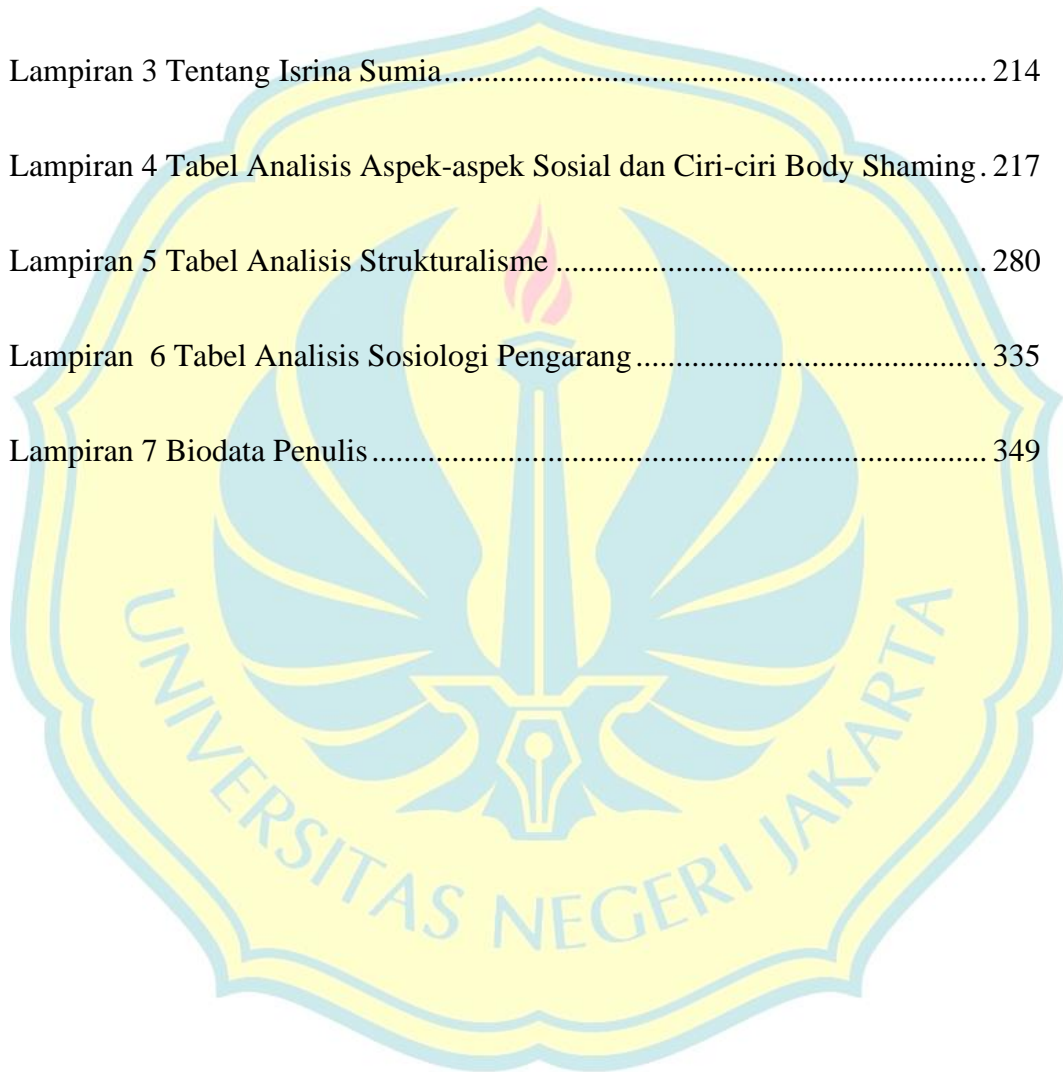 Lampiran 3 Tentang Isrina Sumia.................................................................. 214
Lampiran 4 Tabel Analisis Aspek-aspek Sosial dan Ciri-ciri Body Shaming. 217
Lampiran 5 Tabel Analisis Strukturalisme .................................................... 280
Lampiran  6 Tabel Analisis Sosiologi Pengarang .......................................... 335
Lampiran 7 Biodata Penulis.......................................................................... 349
UNIVERSITAS NEGERI JAKARTA